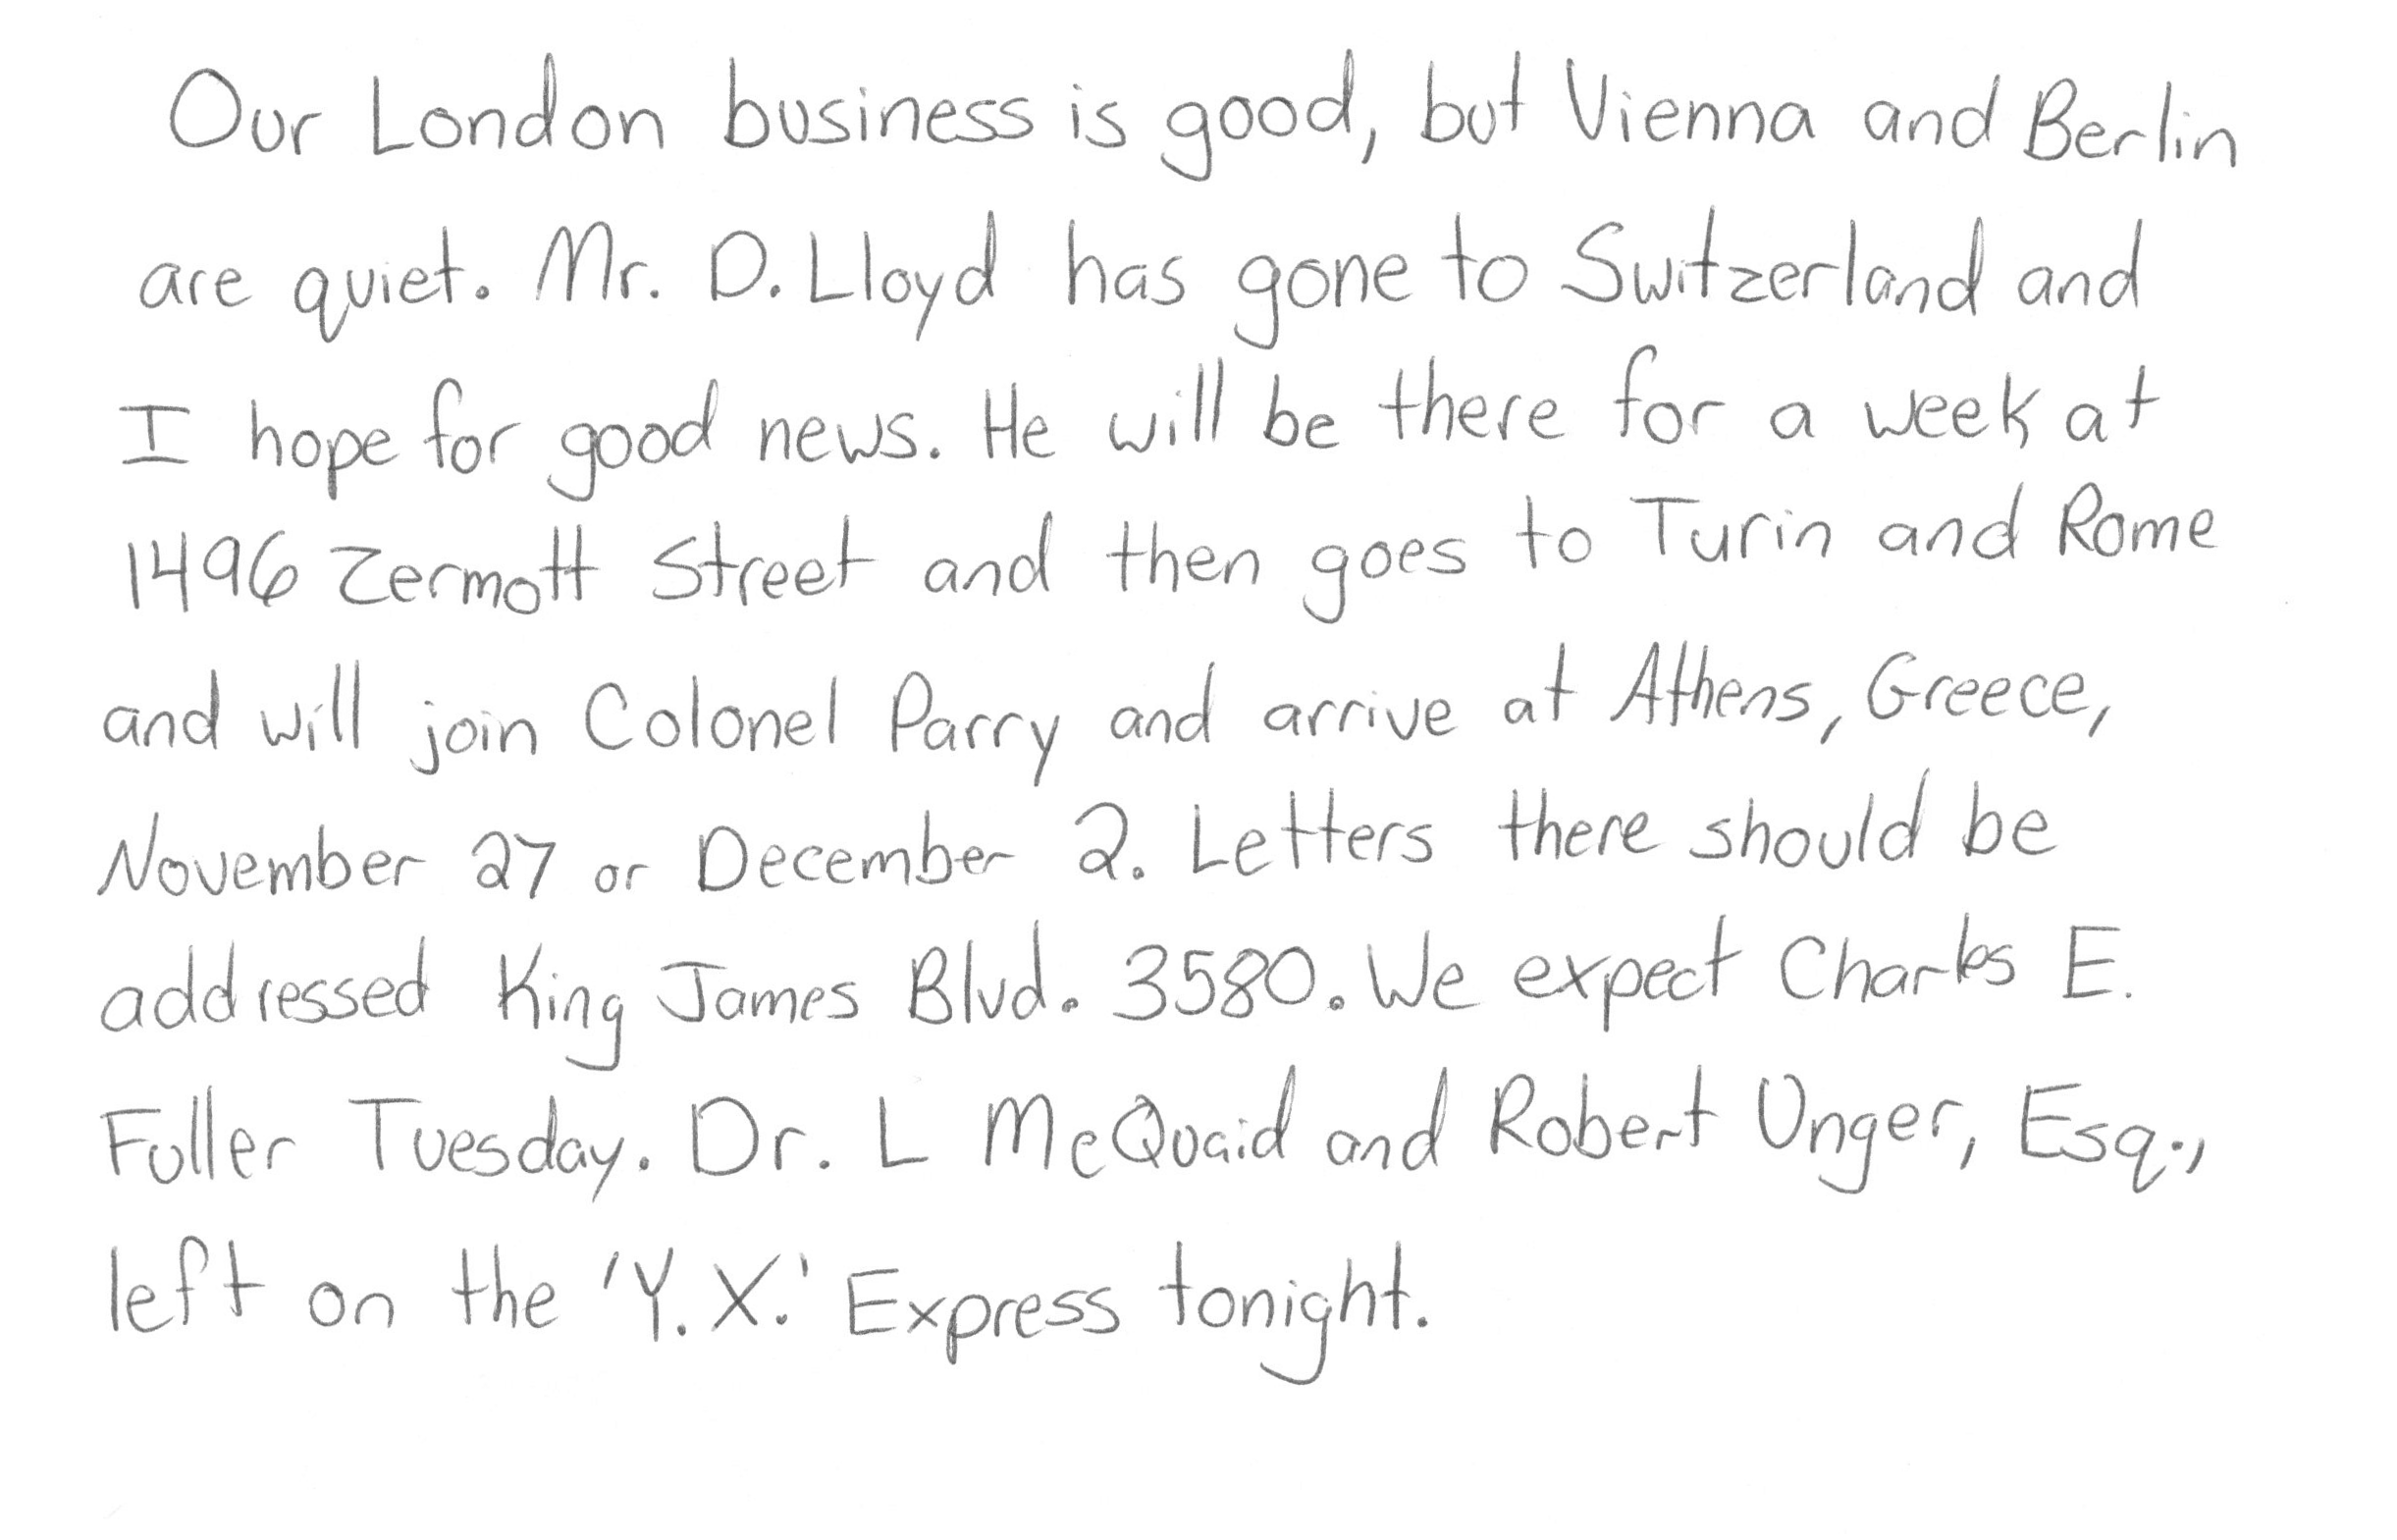 Our London business is good, but Vienna and Berlin
are quiet. Mr. D. Lloyd has gone to Switzerland and
I hope for good news. He will be there for a week at
1496 Zermott Street and then goes to Turin and Rome
and will join Colonel Parry and arrive at Athens, Greece,
November 27 or December 2. Letters there should be
addressed King James Blvd. 3580. We expect Charles E.
Fuller Tuesday. Dr. L McQuaid and Robert Unger, Esq.,
left on the 'Y.X.' Express tonight.